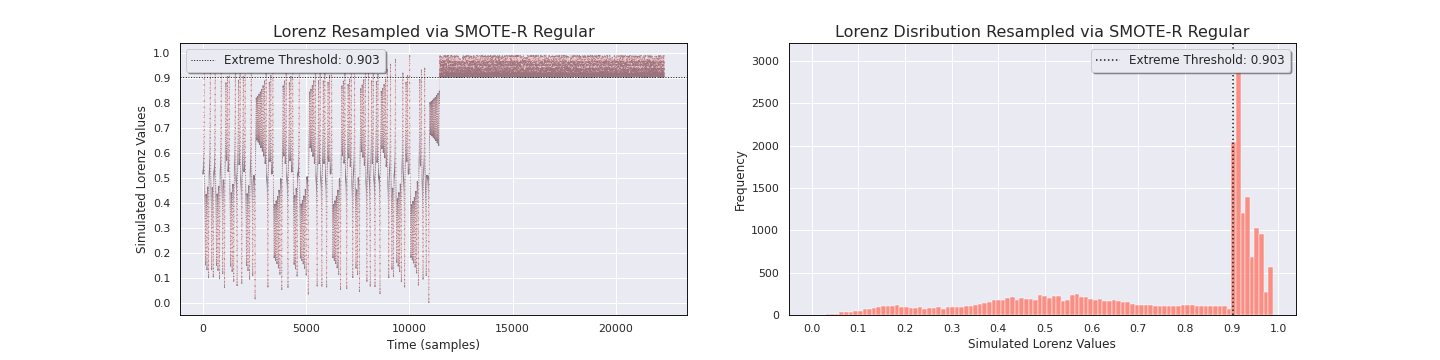 Lorenz Resampled via SMOTE-R Regular
Extreme Threshold: 0.903
Simulated Lorenz Values
1.0
0.9
0.8
0.7
0.6
0.5
0.4
0.3
0.2
0.1
0.0
0 5000 10000 15000 20000
Time (samples)
Lorenz Disribution Resampled via SMOTE-R Regular
Extreme Threshold: 0.903
Frequency
3000
2500
2000
1500
1000
500
0
0.0 0.1 0.2 0.3 0.4 0.5 0.6 0.7 0.8 0.9 1.0
Simulated Lorenz Values